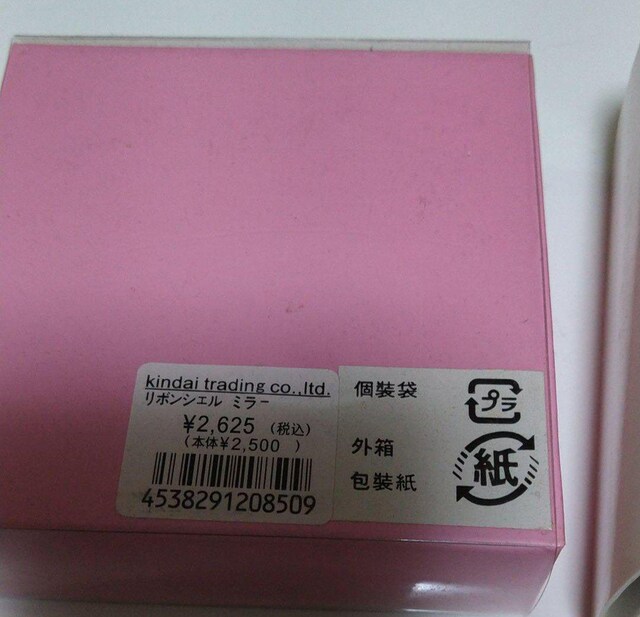 kindai trading co.,ltd.
リボンシェル ミラー
¥2,625 (税込)
(本体¥2,500 )
4538291208509
個装袋
プラ
外箱
包装紙
紙